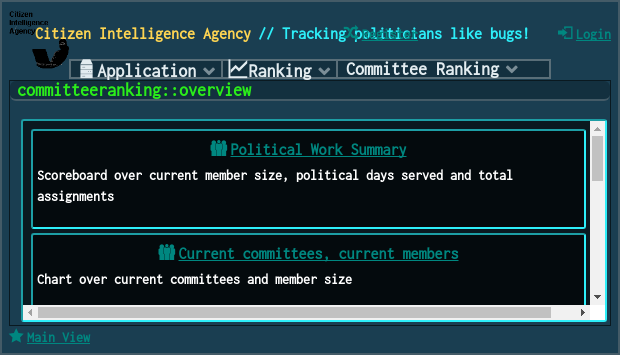 Citizen
Intelligence
Agency
Citizen Intelligence Agency // Tracking politicians like bugs!
Login
Application
Ranking
Committee Ranking
committeeranking::overview
Political Work Summary
Scoreboard over current member size, political days served and total
assignments
Current committees, current members
Chart over current committees and member size
Main View